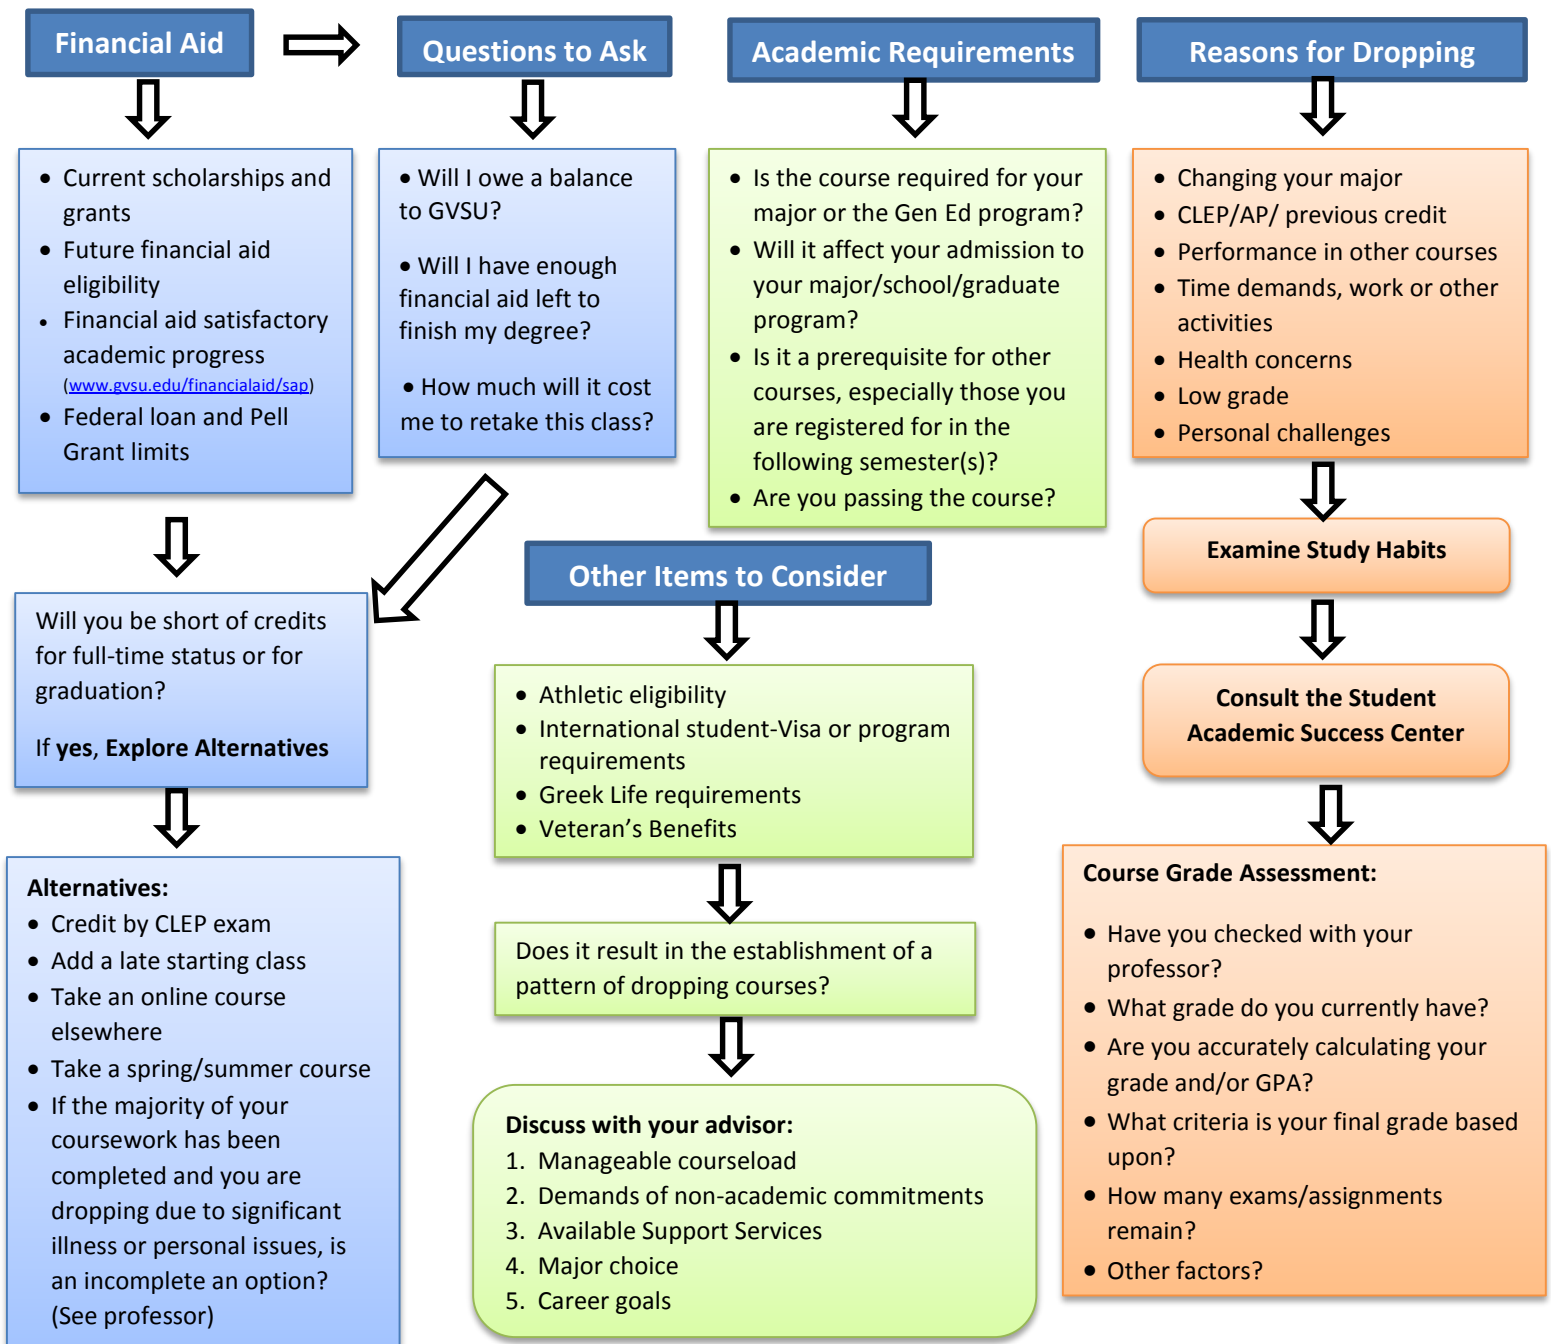 Financial Aid
Questions to Ask
Academic Requirements
Reasons for Dropping
• Current scholarships and
grants
• Future financial aid
eligibility
• Financial aid satisfactory
academic progress
(www.gvsu.edu/financialaid/sap)
• Federal loan and Pell
Grant limits
• Will I owe a balance
to GVSU?
• Will I have enough
financial aid left to
finish my degree?
• How much will it cost
me to retake this class?
• Is the course required for your
major or the Gen Ed program?
• Will it affect your admission to
your major/school/graduate
program?
• Is it a prerequisite for other
courses, especially those you
are registered for in the
following semester(s)?
• Are you passing the course?
• Changing your major
• CLEP/AP/ previous credit
• Performance in other courses
• Time demands, work or other
activities
• Health concerns
• Low grade
• Personal challenges
Examine Study Habits
Other Items to Consider
Will you be short of credits
for full-time status or for
graduation?
If yes, Explore Alternatives
• Athletic eligibility
• International student-Visa or program
requirements
• Greek Life requirements
• Veteran’s Benefits
Consult the Student
Academic Success Center
Alternatives:
• Credit by CLEP exam
• Add a late starting class
• Take an online course
elsewhere
• Take a spring/summer course
• If the majority of your
coursework has been
completed and you are
dropping due to significant
illness or personal issues, is
an incomplete an option?
(See professor)
Does it result in the establishment of a
pattern of dropping courses?
Discuss with your advisor:
1. Manageable courseload
2. Demands of non-academic commitments
3. Available Support Services
4. Major choice
5. Career goals
Course Grade Assessment:
• Have you checked with your
professor?
• What grade do you currently have?
• Are you accurately calculating your
grade and/or GPA?
• What criteria is your final grade based
upon?
• How many exams/assignments
remain?
• Other factors?